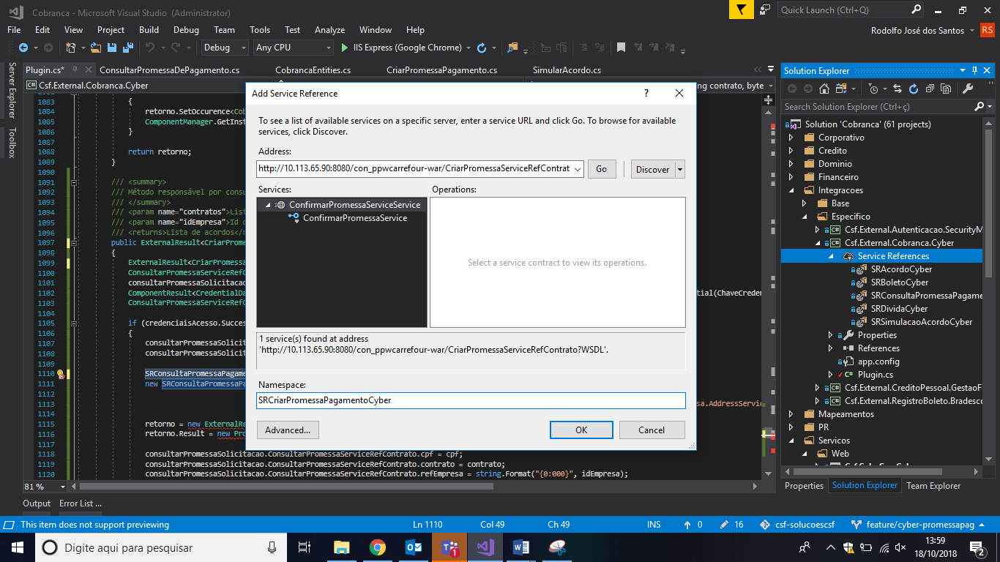 Cobranca - Microsoft Visual Studio (Administrator)
Quick Launch (Ctrl+Q)
File Edit View Project Build Debug Team Tools Test Analyze Window Help
Rodolfo José dos Santos
RS
Debug
Any CPU
IIS Express (Google Chrome)
Server Explorer
Toolbox
Plugin.cs*
ConsultarPromessaDePagamento.cs
CobrancaEntities.cs
CriarPromessaPagamento.cs
SimularAcordo.cs
Csf.External.Cobranca.Cyber
ng contrato, byte
1083 {
1084 retorno.SetOccurence<Cob
1085 ComponentManager.GetInst
1086 }
1087
1088 return retorno;
1089 }
1090
1091 /// <summary>
1092 /// Método responsável por consu
1093 /// </summary>
1094 /// <param name="contratos">List
1095 /// <param name="idEmpresa">Id d
1096 /// <returns>Lista de acordos</r
1097 public ExternalResult<CriarProme
1098 {
1099 ExternalResult<CriarPromessa
1100 ConsultarPromessaServiceRefC
1101 consultarPromessaSolicitacao
1102 ComponentResult<CredentialDa
ntial(ChaveCreden
1103 ConsultarPromessaServiceRefC
1104
1105 if (credenciaisAcesso.Succes
1106 {
1107 consultarPromessaSolicit
1108 consultarPromessaSolicit
1109
1110 SRConsultaPromessaPagame
1111 new SRConsultaPromessaPa
1112
1113
sa.AddressServic
1114
1115 retorno = new ExternalRe
1116 retorno.Result = new Pro
1117
1118 consultarPromessaSolicitacao.ConsultarPromessaServiceRefContrato.cpf = cpf;
1119 consultarPromessaSolicitacao.ConsultarPromessaServiceRefContrato.contrato = contrato;
1120 consultarPromessaSolicitacao.ConsultarPromessaServiceRefContrato.refEmpresa = string.Format("{0:000}", idEmpresa);
81 %
Add Service Reference
?
To see a list of available services on a specific server, enter a service URL and click Go. To browse for available
services, click Discover.
Address:
http://10.113.65.90:8080/con_ppwcarrefour-war/CriarPromessaServiceRefContrat
Go
Discover
Services:
Operations:
ConfirmarPromessaServiceService
ConfirmarPromessaService
Select a service contract to view its operations.
1 service(s) found at address
'http://10.113.65.90:8080/con_ppwcarrefour-war/CriarPromessaServiceRefContrato?WSDL'.
Namespace:
SRCriarPromessaPagamentoCyber
Advanced...
OK
Cancel
Solution Explorer
Search Solution Explorer (Ctrl+ç)
Solution 'Cobranca' (61 projects)
Corporativo
Credito
Dominio
Financeiro
Integracoes
Base
Especifico
Csf.External.Autenticacao.SecurityM
Csf.External.Cobranca.Cyber
Service References
SRAcordoCyber
SRBoletoCyber
SRConsultaPromessaPagame
SRDividaCyber
SRSimulacaoAcordoCyber
Properties
References
app.config
Plugin.cs
Csf.External.CreditoPessoal.GestaoF
Csf.External.RegistroBoleto.Bradesco
Mapeamentos
PR
Servicos
Web
Properties
Solution Explorer
Team Explorer
Output
Error List ...
This item does not support previewing
Ln 1110
Col 49
Ch 49
INS
0
16
csf-solucoescsf
feature/cyber-promessapag
Digite aqui para pesquisar
1
13:59
18/10/2018
2